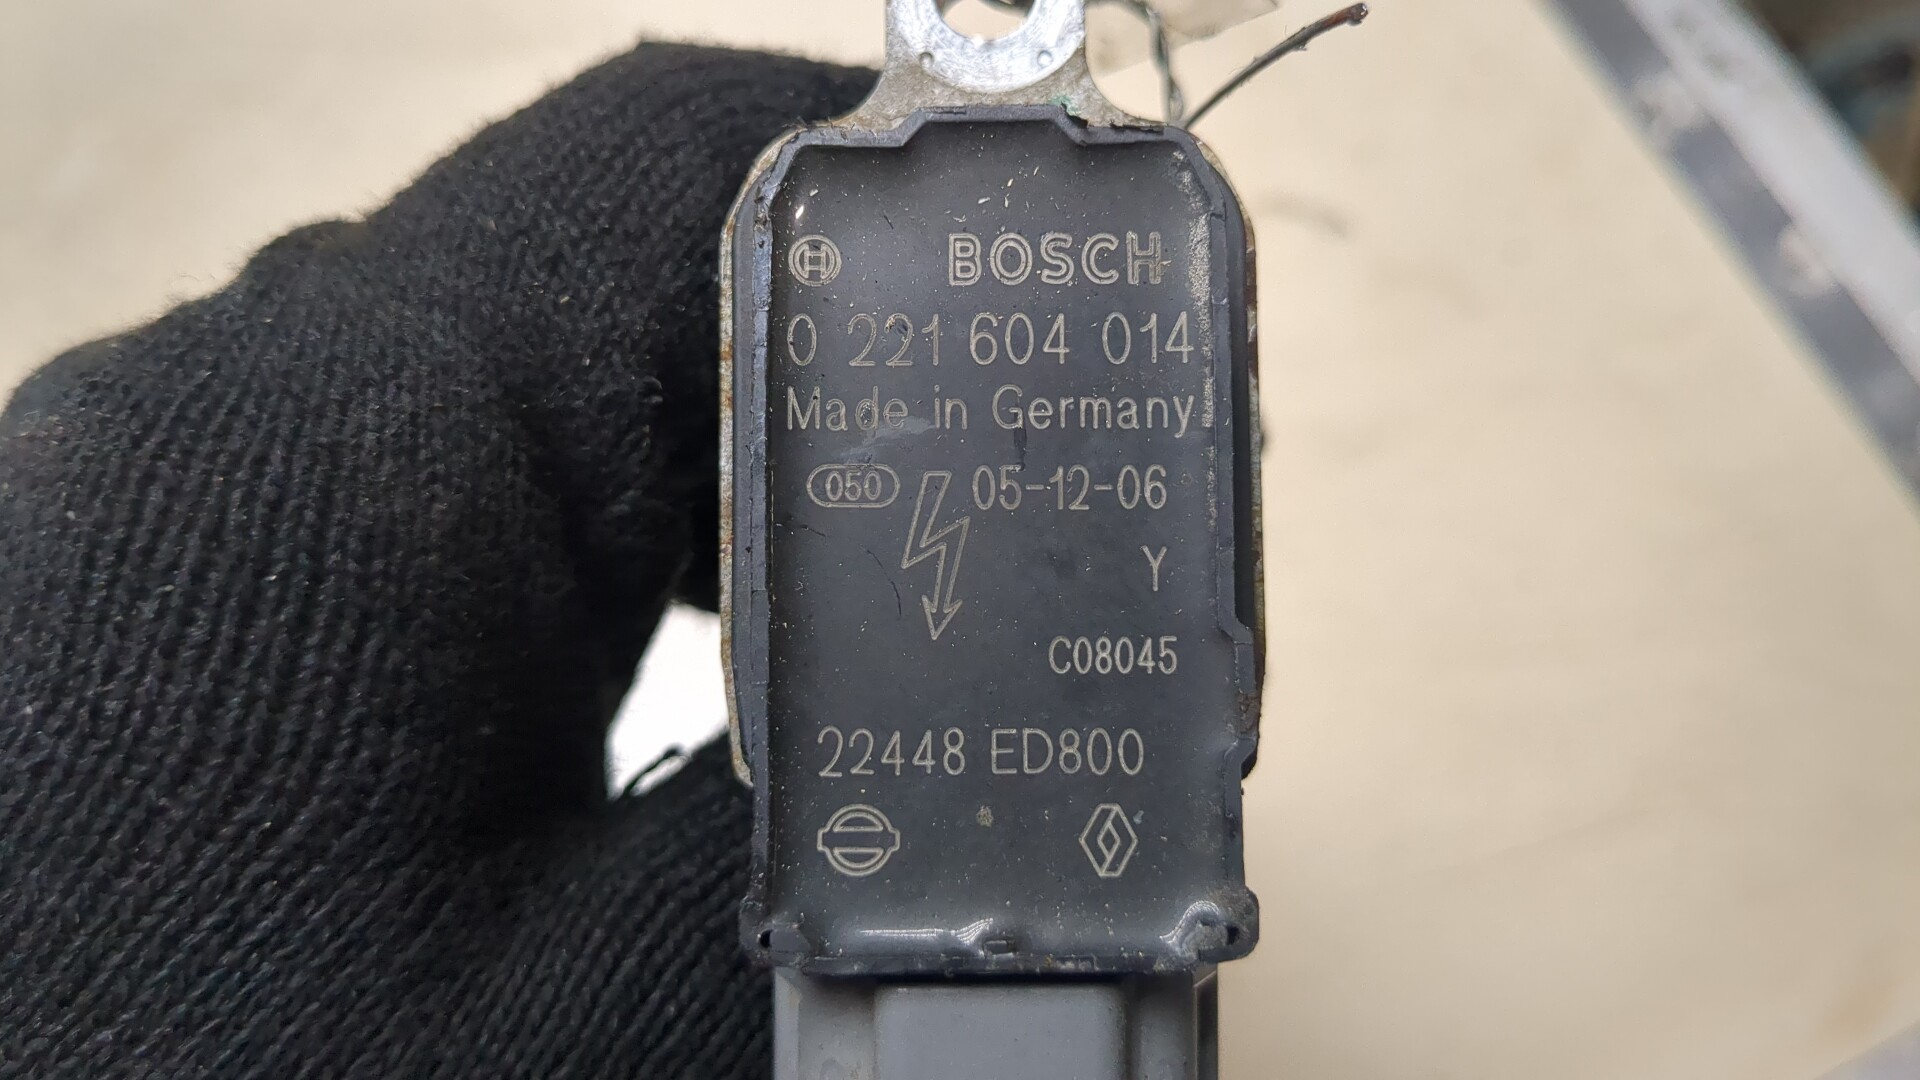 BOSCH
0 221 604 014
Made in Germany
050 05-12-06
Y
C08045
22448 ED800